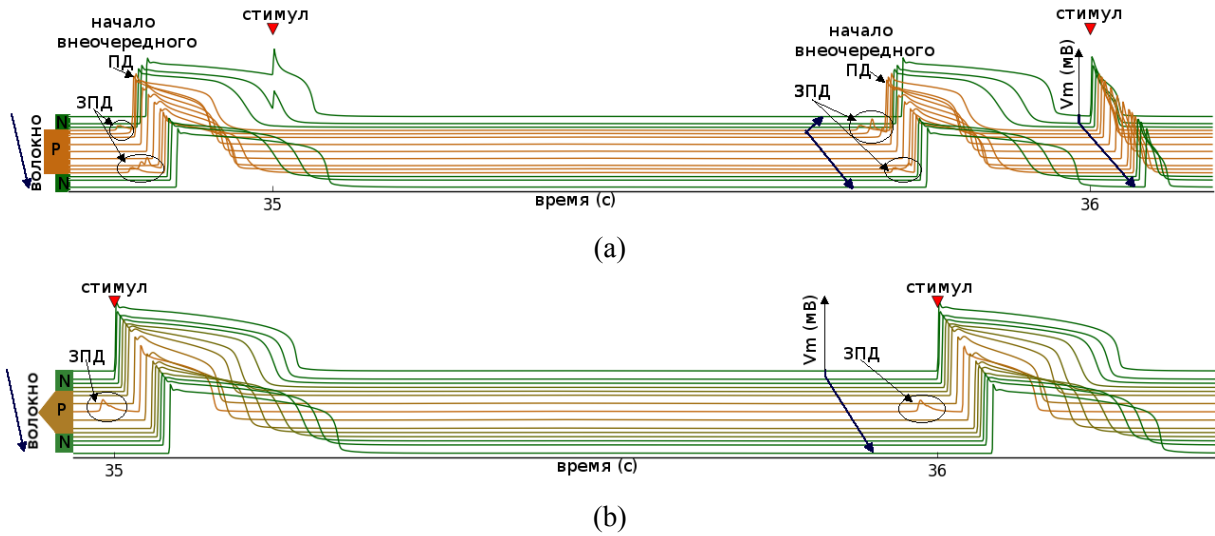 стимул
стимул
начало
внеочередного
ПД
начало
внеочередного
ПД
ЗПД
ЗПД
Vm (мВ)
волокно
N
P
N
35
время (с)
36
(a)
стимул
стимул
ЗПД
ЗПД
Vm (мВ)
волокно
N
P
N
35
время (с)
36
(b)